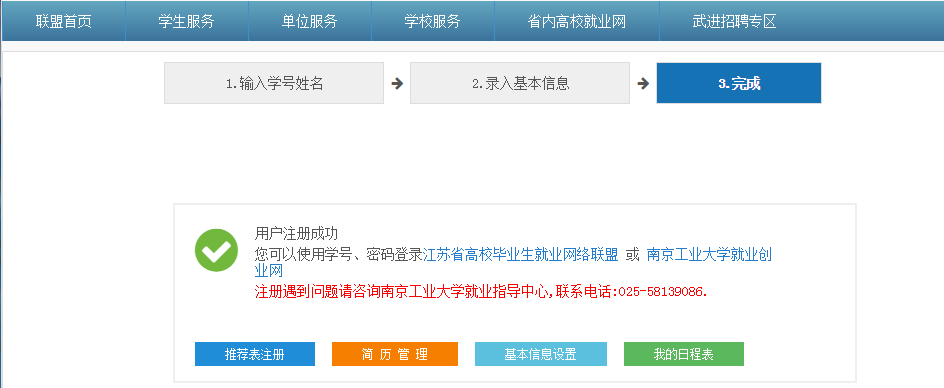 联盟首页 学生服务 单位服务 学校服务 省内高校就业网 武进招聘专区
1.输入学号姓名 2.录入基本信息 3.完成
用户注册成功
您可以使用学号、密码登录江苏省高校毕业生就业网络联盟 或 南京工业大学就业创
业网
注册遇到问题请咨询南京工业大学就业指导中心,联系电话:025-58139086.
推荐表注册 简 历 管 理 基本信息设置 我的日程表